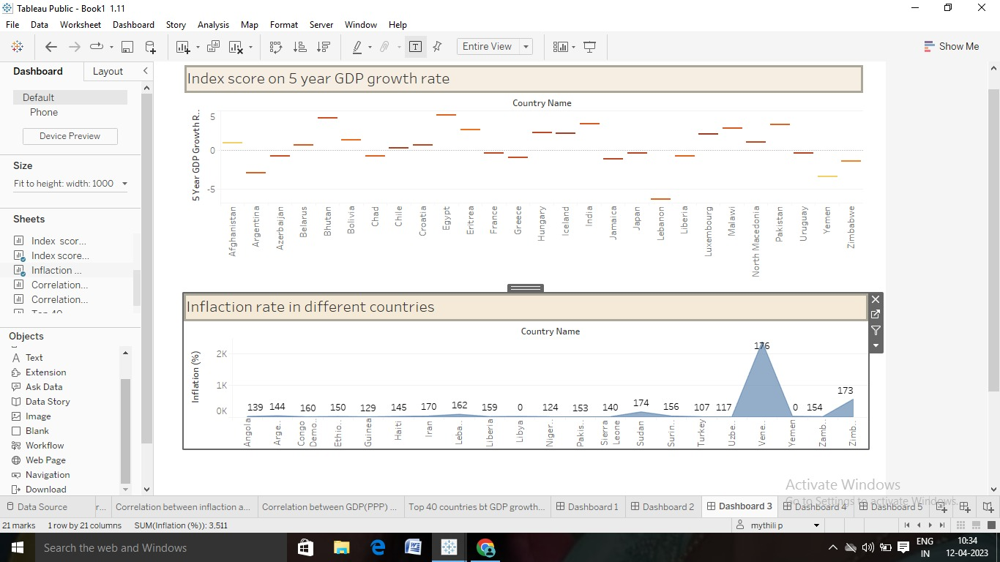 Tableau Public - Book1 1.11
File Data Worksheet Dashboard Story Analysis Map Format Server Window Help
Entire View
Show Me
Dashboard Layout
Default
Phone
Device Preview
Size
Fit to height: width: 1000
Sheets
Index scor...
Index score...
Inflaction ...
Correlation...
Correlation...
Objects
Text
Extension
Ask Data
Data Story
Image
Blank
Workflow
Web Page
Navigation
Download
Index score on 5 year GDP growth rate
Country Name
5 Year GDP Growth R..
5
0
-5
Afghanistan
Argentina
Azerbaijan
Belarus
Bhutan
Bolivia
Chad
Chile
Croatia
Egypt
Eritrea
France
Greece
Hungary
Iceland
India
Jamaica
Japan
Lebanon
Liberia
Luxembourg
Malawi
North Macedonia
Pakistan
Uruguay
Yemen
Zimbabwe
Inflaction rate in different countries
Country Name
Inflation (%)
2K
1K
0K
139 144 160 150 129 145 170 162 159 0 124 153 140 174 156 107 117 176 0 154 173
Angola
Arge..
Congo
Demo..
Ethio..
Guinea
Haiti
Iran
Leba..
Liberia
Libya
Niger..
Pakis..
Sierra
Leone
Sudan
Surin..
Turkey
Uzbe..
Vene..
Yemen
Zamb..
Zimb..
Activate Windows
Go to Settings to activate Windows.
Data Source r... Correlation between inflaction a... Correlation between GDP(PPP) ... Top 40 countries bt GDP growth... Dashboard 1 Dashboard 2 Dashboard 3 Dashboard 4 Dashboard 5
21 marks 1 row by 21 columns SUM(Inflation (%)): 3.511 mythili p
Search the web and Windows
ENG
IN
10:34
12-04-2023